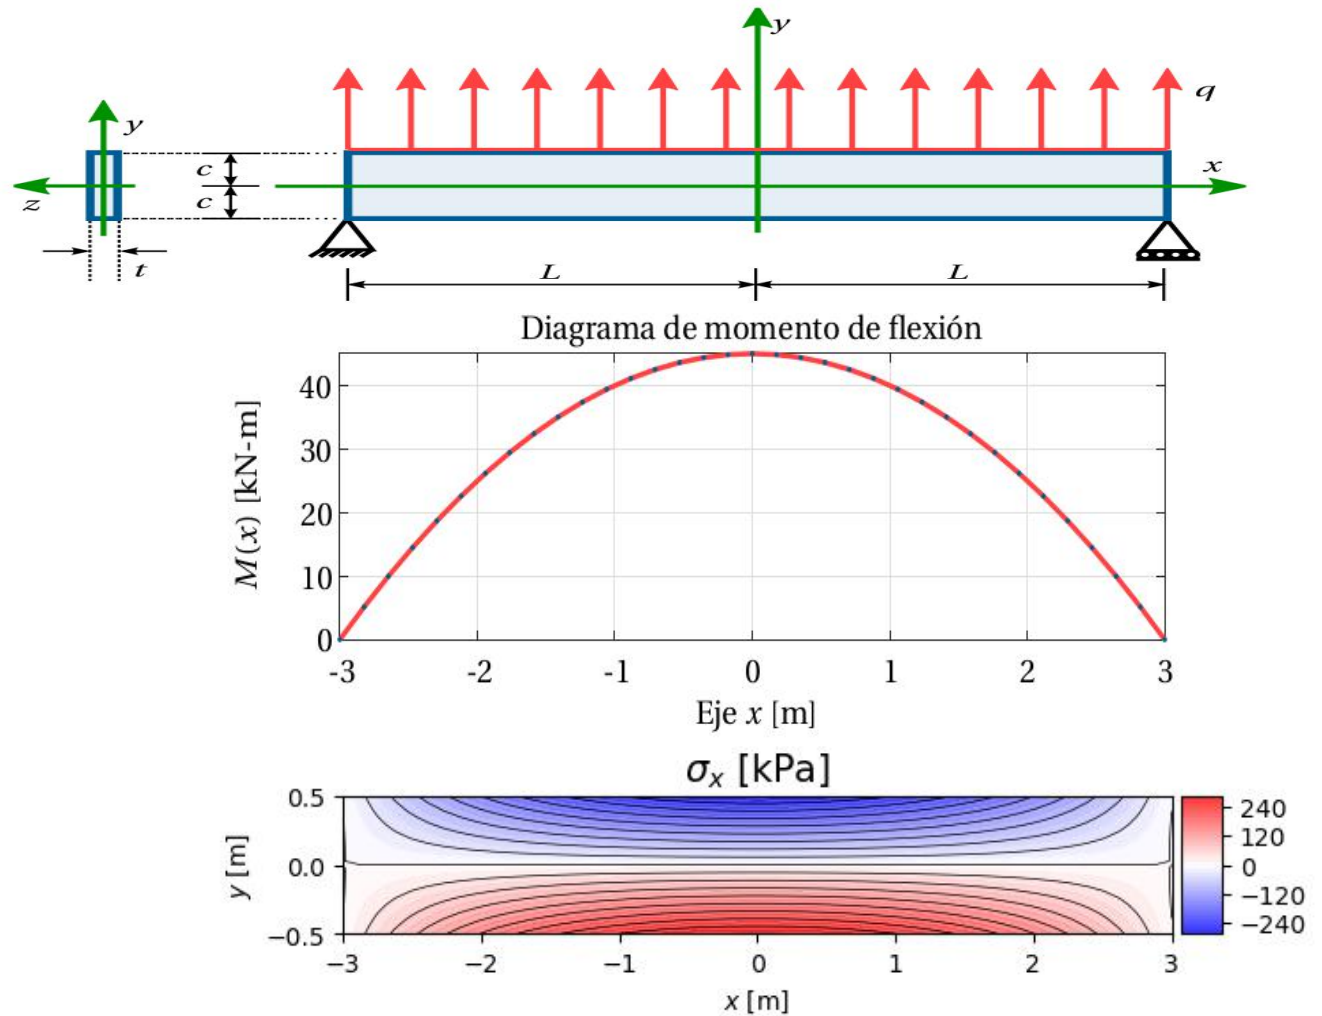 y
q
y
c
x
c
z
t
L L
Diagrama de momento de flexión
M(x) [kN-m]
40
30
20
10
0
-3 -2 -1 0 1 2 3
Eje x [m]
σx [kPa]
y [m]
0.5
0.0
−0.5
240
120
0
−120
−240
−3 −2 −1 0 1 2 3
x [m]